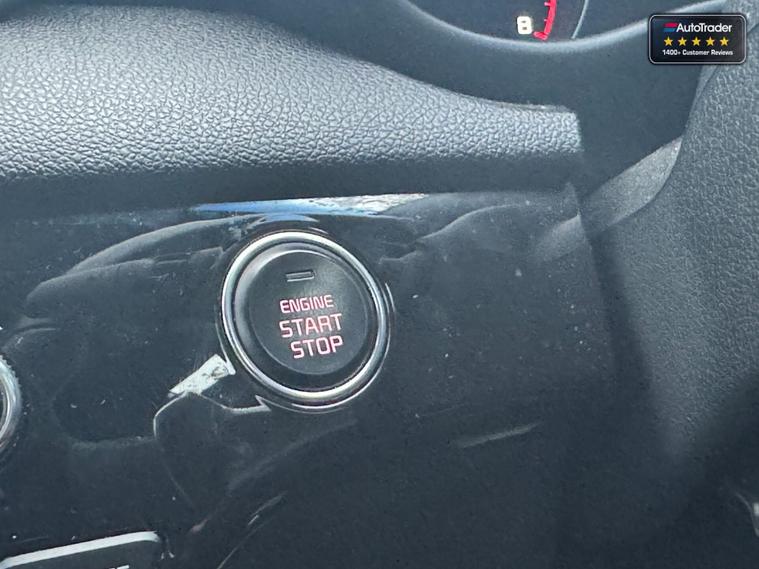 8
AutoTrader
1400+ Customer Reviews
ENGINE
START
STOP